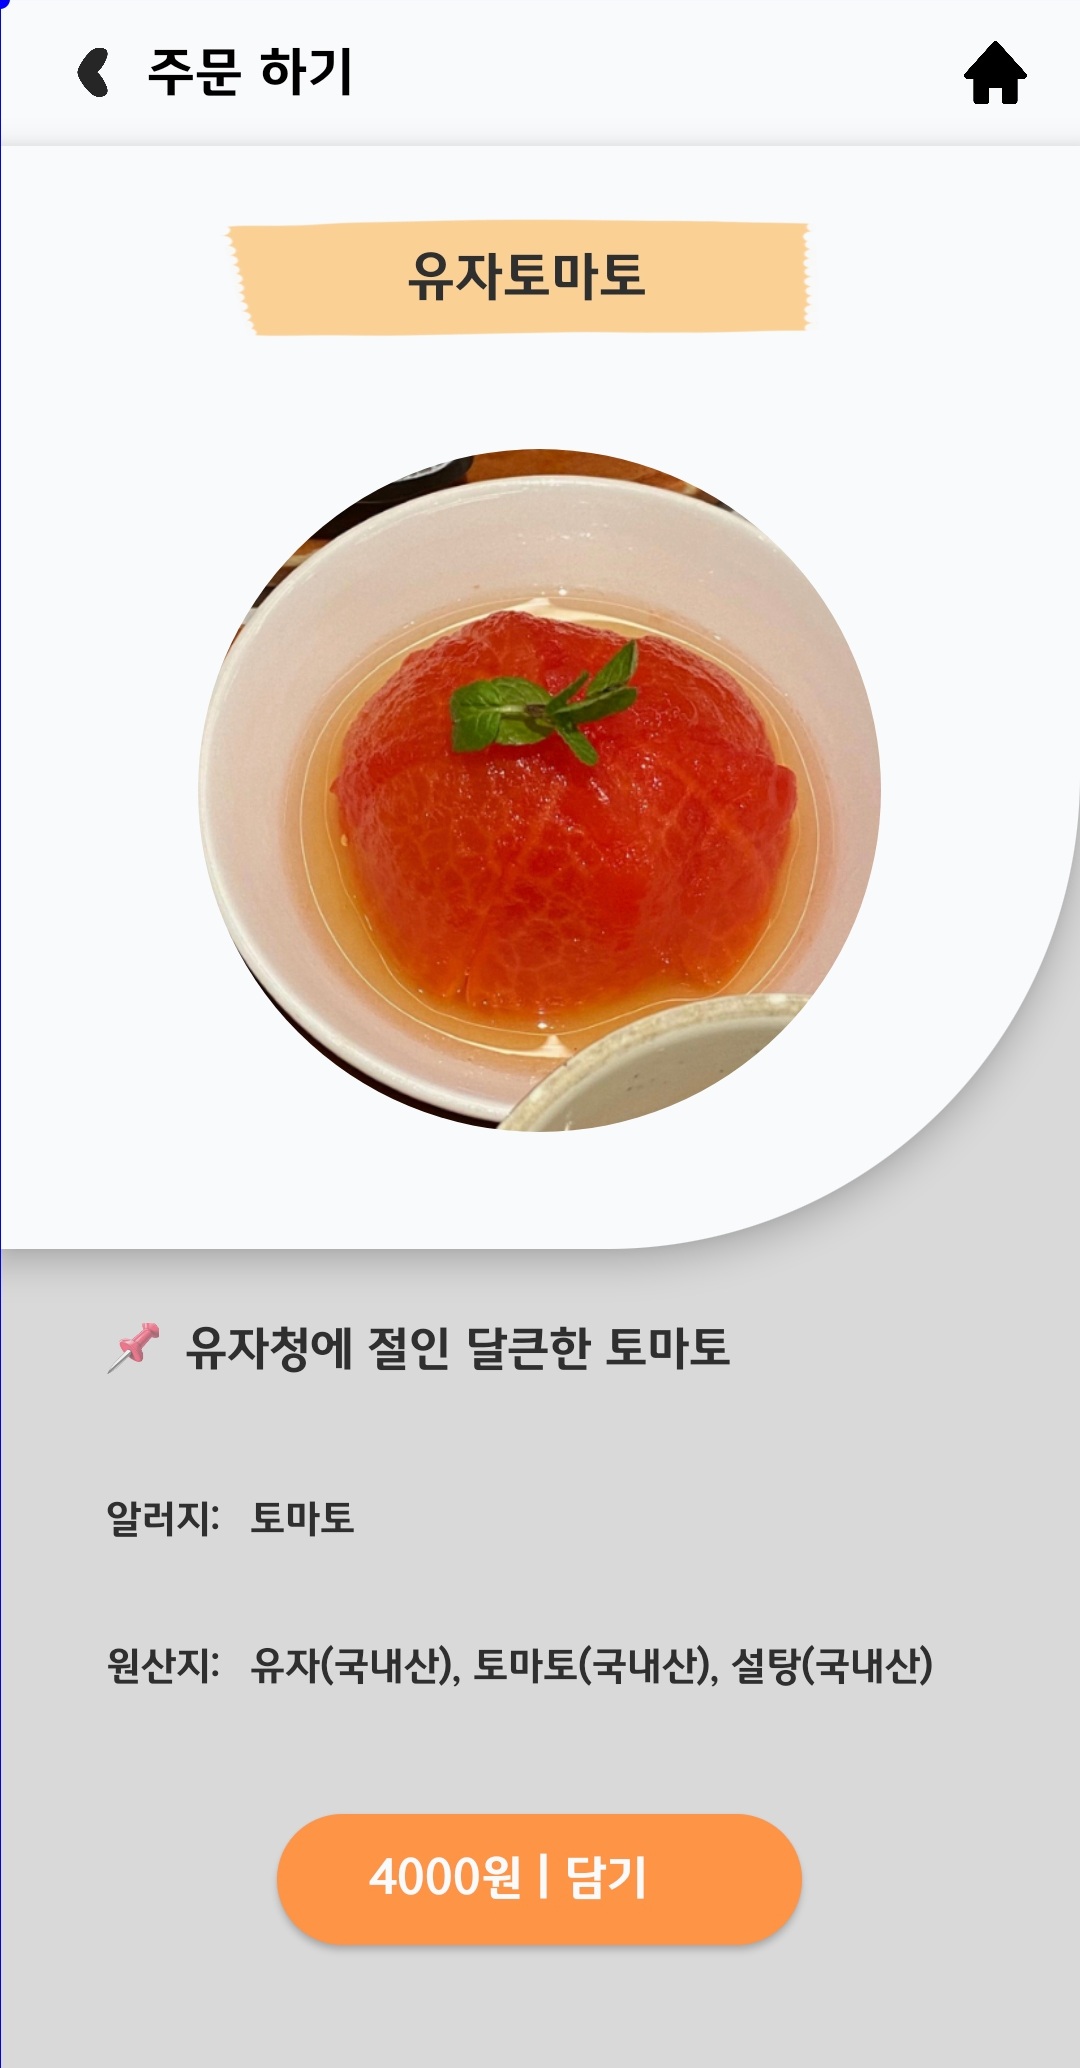 주문 하기
유자토마토
유자청에 절인 달큰한 토마토
알러지: 토마토
원산지: 유자(국내산), 토마토(국내산), 설탕(국내산)
4000원 | 담기